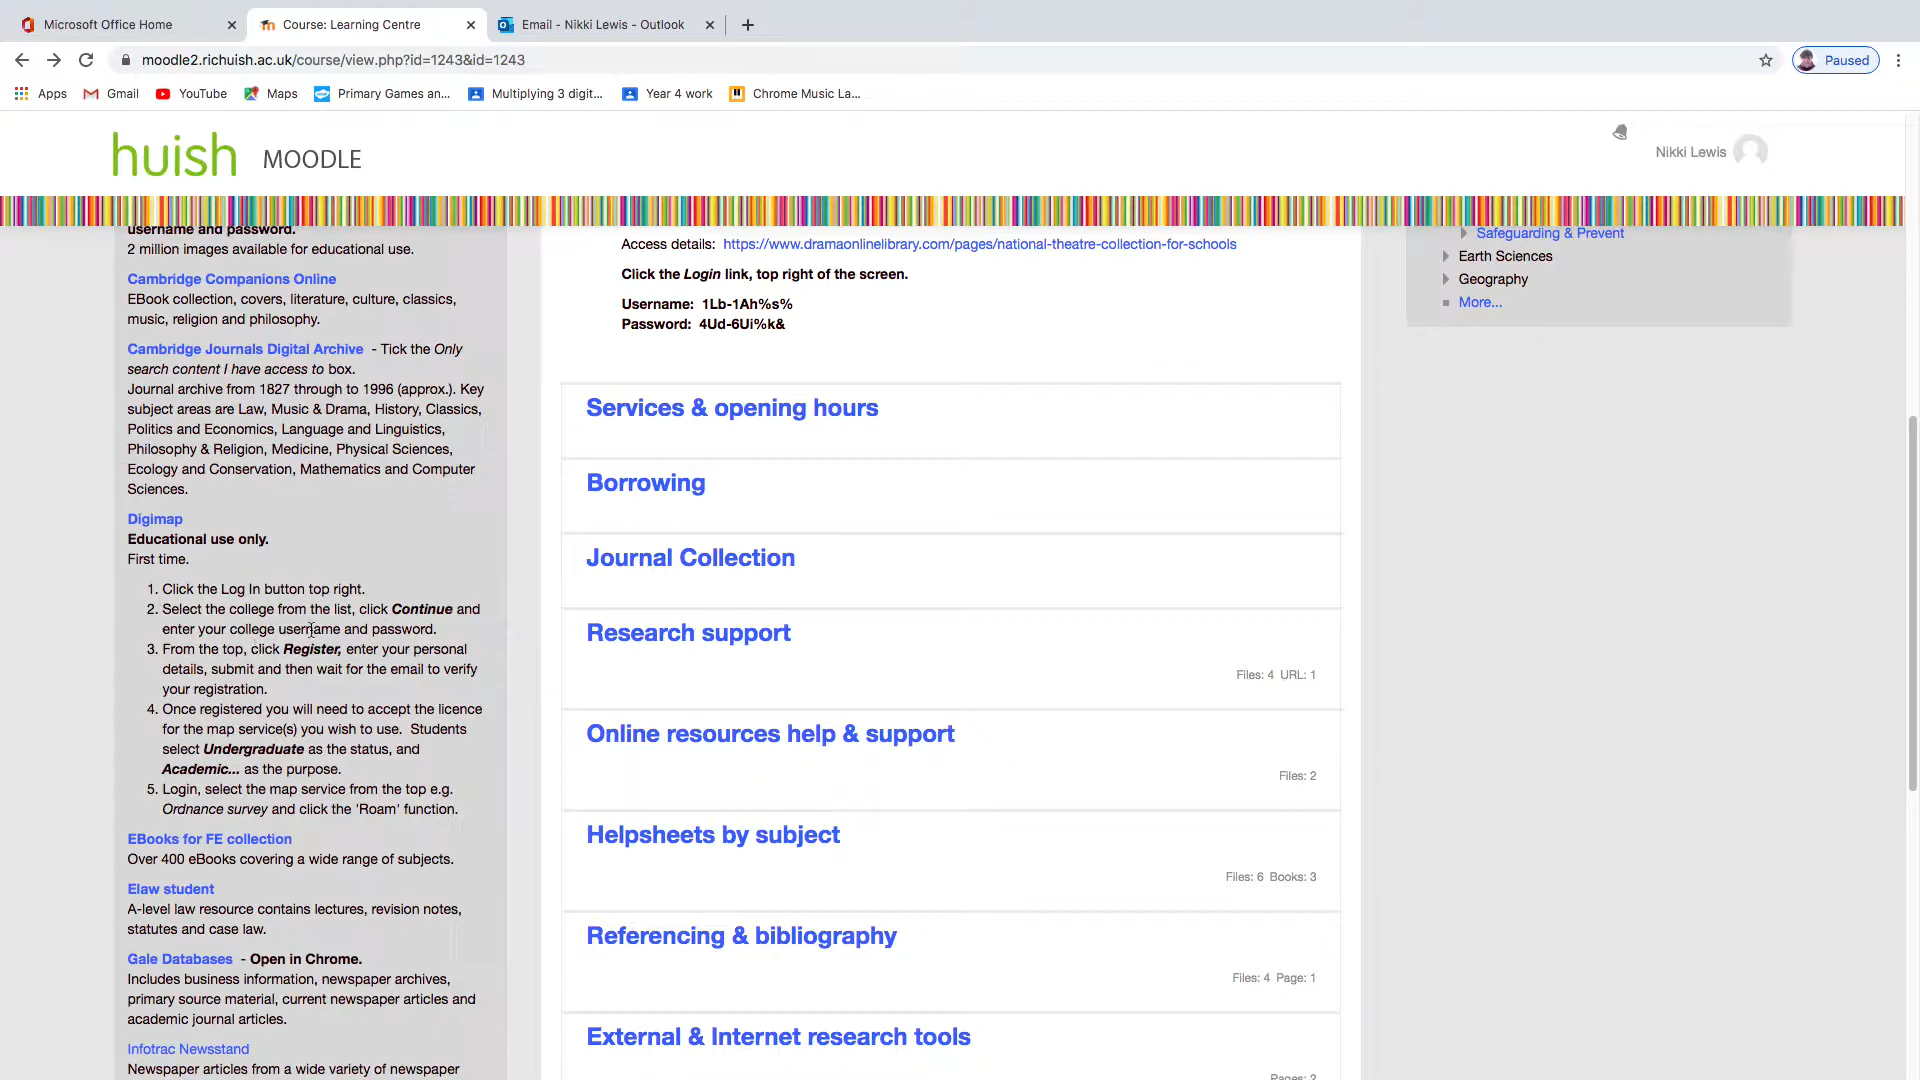 Microsoft Office Home
Course: Learning Centre
Email - Nikki Lewis - Outlook
moodle2.richuish.ac.uk/course/view.php?id=1243&id=1243
Paused
Apps
Gmail
YouTube
Maps
Primary Games an...
Multiplying 3 digit...
Year 4 work
Chrome Music La...
huish MOODLE
Nikki Lewis
username and password.
2 million images available for educational use.
Cambridge Companions Online
EBook collection, covers, literature, culture, classics,
music, religion and philosophy.
Cambridge Journals Digital Archive - Tick the Only
search content I have access to box.
Journal archive from 1827 through to 1996 (approx.). Key
subject areas are Law, Music & Drama, History, Classics,
Politics and Economics, Language and Linguistics,
Philosophy & Religion, Medicine, Physical Sciences,
Ecology and Conservation, Mathematics and Computer
Sciences.
Digimap
Educational use only.
First time.
1. Click the Log In button top right.
2. Select the college from the list, click Continue and
enter your college username and password.
3. From the top, click Register, enter your personal
details, submit and then wait for the email to verify
your registration.
4. Once registered you will need to accept the licence
for the map service(s) you wish to use. Students
select Undergraduate as the status, and
Academic... as the purpose.
5. Login, select the map service from the top e.g.
Ordnance survey and click the 'Roam' function.
EBooks for FE collection
Over 400 eBooks covering a wide range of subjects.
Elaw student
A-level law resource contains lectures, revision notes,
statutes and case law.
Gale Databases - Open in Chrome.
Includes business information, newspaper archives,
primary source material, current newspaper articles and
academic journal articles.
Infotrac Newsstand
Newspaper articles from a wide variety of newspaper
Access details: https://www.dramaonlinelibrary.com/pages/national-theatre-collection-for-schools
Click the Login link, top right of the screen.
Username: 1Lb-1Ah%s%
Password: 4Ud-6Ui%k&
Services & opening hours
Borrowing
Journal Collection
Research support
Files: 4 URL: 1
Online resources help & support
Files: 2
Helpsheets by subject
Files: 6 Books: 3
Referencing & bibliography
Files: 4 Page: 1
External & Internet research tools
Pages: 2
Safeguarding & Prevent
Earth Sciences
Geography
More...